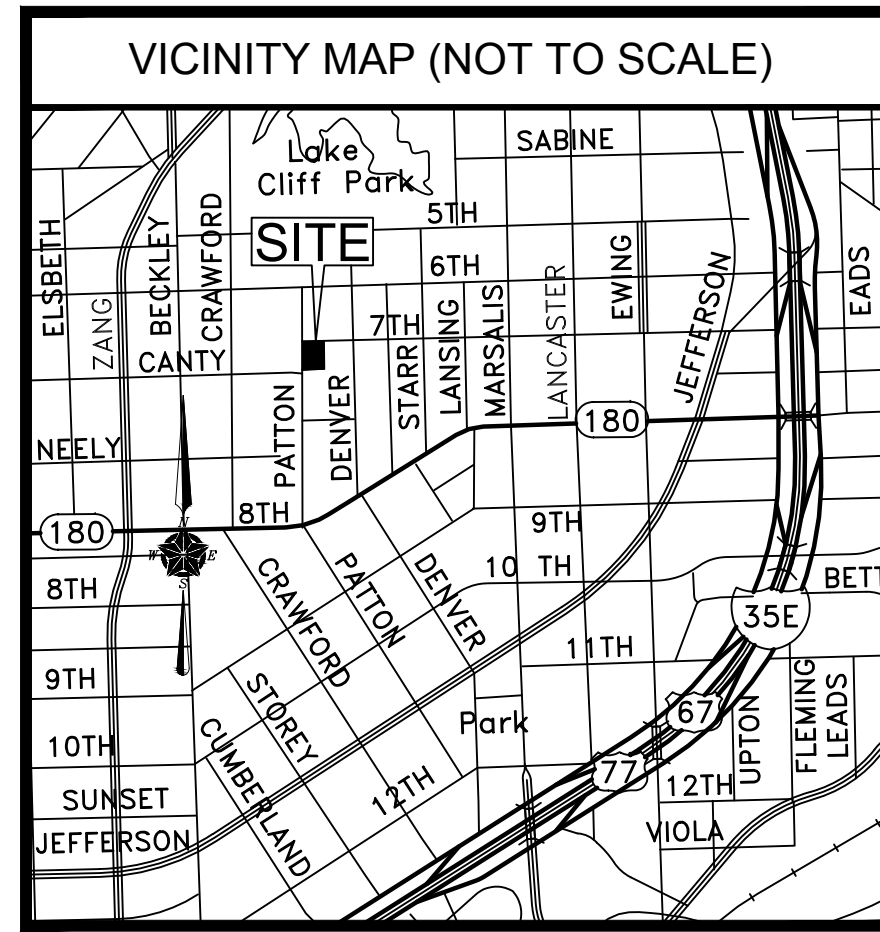 VICINITY MAP (NOT TO SCALE)
Lake
Cliff Park
SABINE
5TH
SITE
6TH
7TH
ELSBETH
ZANG
BECKLEY
CRAWFORD
CANTY
STARR
LANSING
MARSALIS
LANCASTER
EWING
JEFFERSON
EADS
PATTON
DENVER
180
NEELY
180
8TH
N
W
E
S
9TH
10 TH
8TH
CRAWFORD
PATTON
DENVER
BETT
35E
11TH
9TH
STOREY
Park
67
UPTON
FLEMING
LEADS
10TH
CUMBERLAND
12TH
77
12TH
SUNSET
JEFFERSON
VIOLA